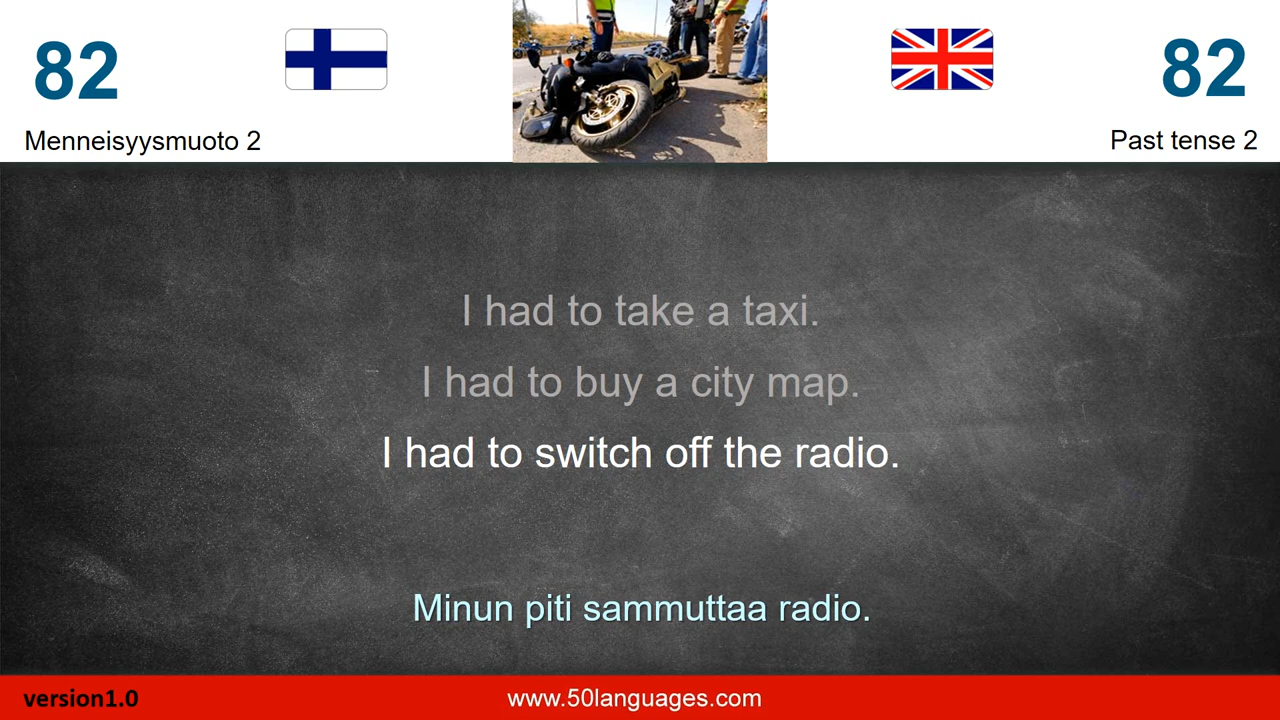 82
82
Menneisyysmuoto 2
Past tense 2
I had to take a taxi.
I had to buy a city map.
I had to switch off the radio.
Minun piti sammuttaa radio.
version1.0
www.50languages.com